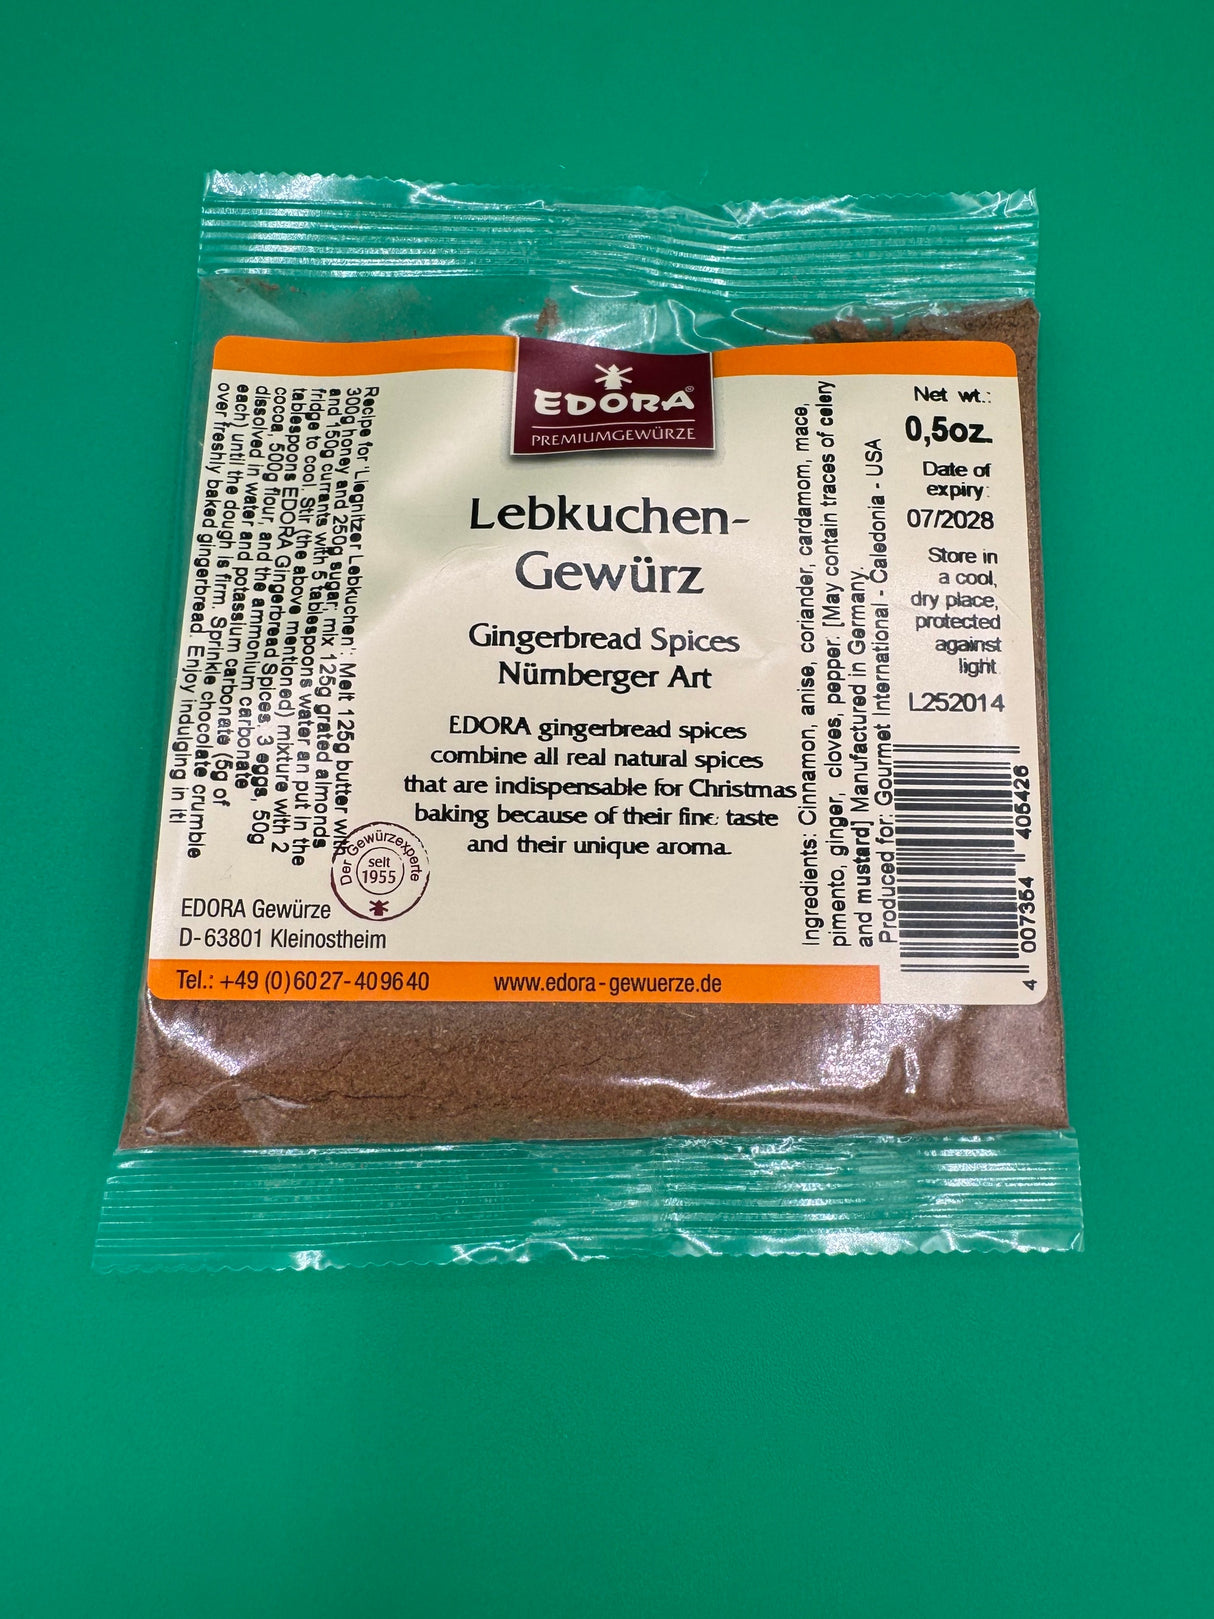 EDORA®
PREMIUMGEWÜRZE
Lebkuchen-
Gewürz
Gingerbread Spices
Nürnberger Art
EDORA gingerbread spices
combine all real natural spices
that are indispensable for Christmas
baking because of their fine taste
and their unique aroma.
Recipe for 'Liegnitzer Lebkuchen': Melt 125g butter with
300g honey and 250g sugar; mix 125g grated almonds
and 150g currants with 5 tablespoons water an put in the
fridge to cool. Stir (the above mentioned) mixture with 2
tablespoons EDORA Gingerbread Spices, 3 eggs, 50g
cocoa, 500g flour, and the ammonium carbonate
dissolved in water and potassium carbonate (5g of
each) until the dough is firm. Sprinkle chocolate crumble
over freshly baked gingerbread. Enjoy indulging in it!
Der Gewürzexperte
seit
1955
EDORA Gewürze
D-63801 Kleinostheim
Tel.: +49 (0)6027-409640
www.edora-gewuerze.de
Ingredients: Cinnamon, anise, coriander, cardamom, mace,
pimento, ginger, cloves, pepper. [May contain traces of celery
and mustard] Manufactured in Germany.
Produced for: Gourmet International - Caledonia - USA
Net wt.:
0,5oz.
Date of
expiry:
07/2028
Store in
a cool,
dry place,
protected
against
light.
L252014
4 007354 405426